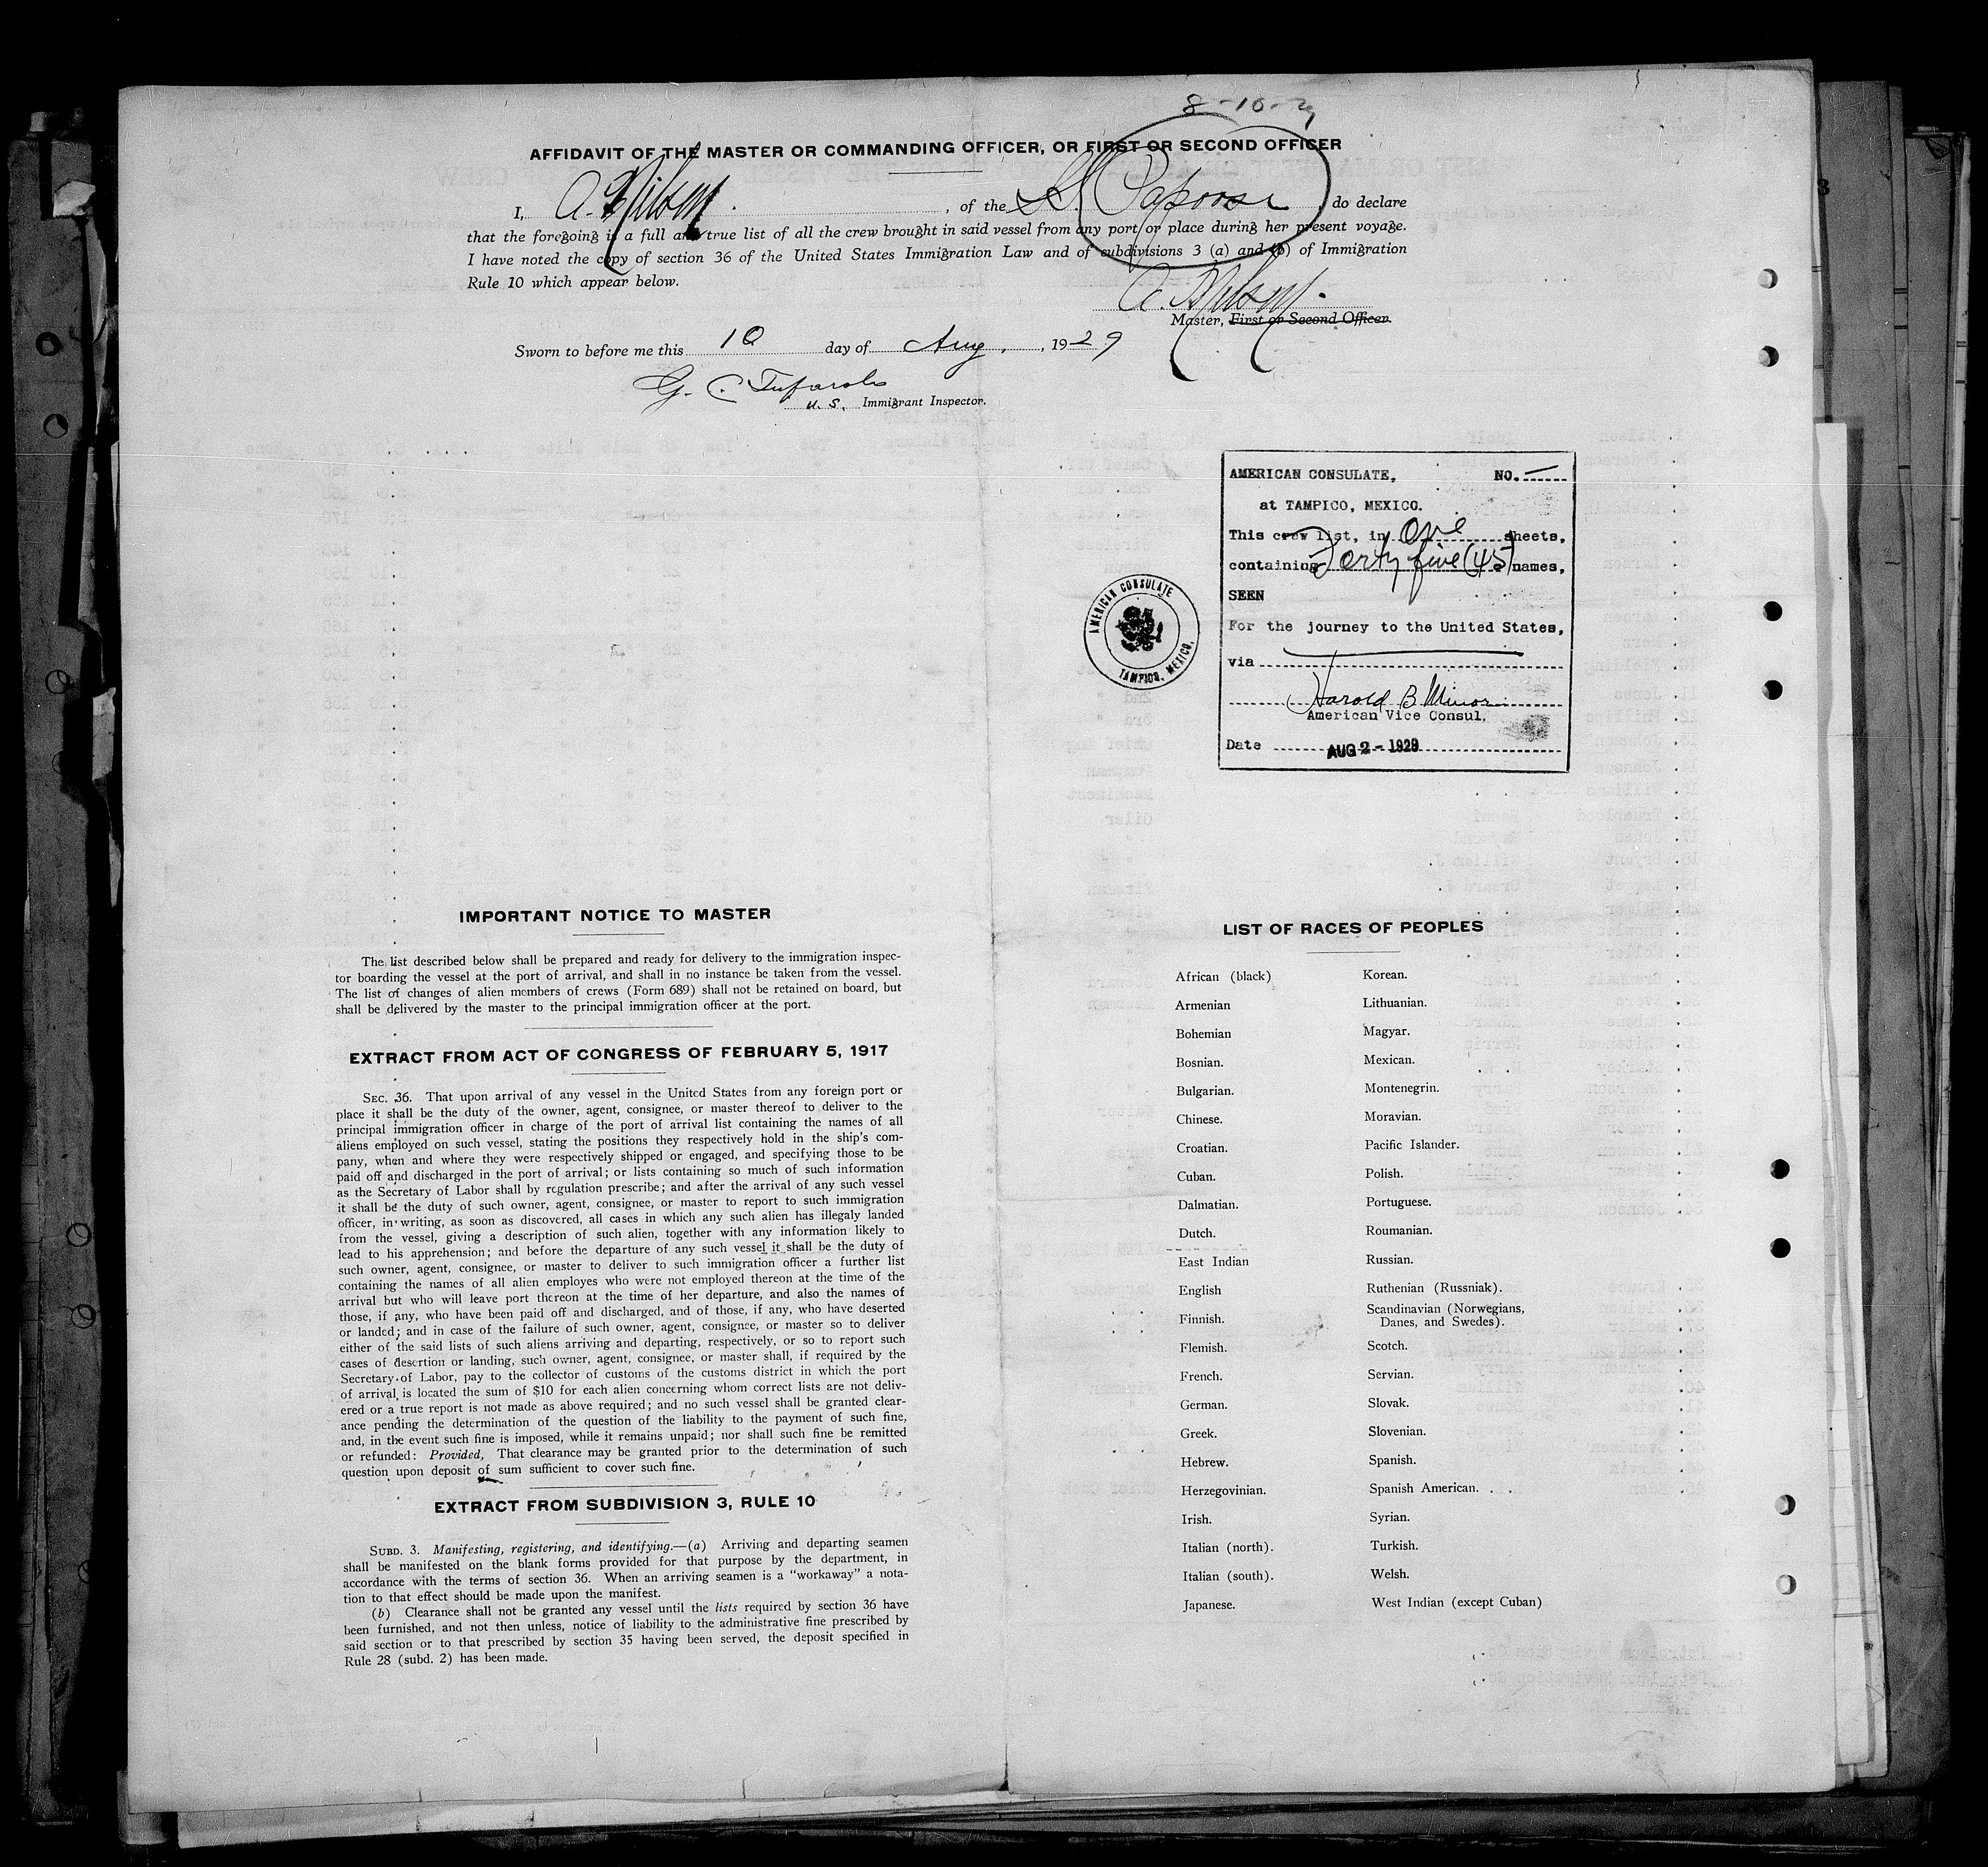 8-10-29
AFFIDAVIT OF THE MASTER OR COMMANDING OFFICER, OR FIRST OR SECOND OFFICER
I, A. Nilsen, of the SS. Papoose, do declare
that the foregoing is a full and true list of all the crew brought in said vessel from any port or place during her present voyage.
I have noted the copy of section 36 of the United States Immigration Law and of subdivisions 3 (a) and (b) of Immigration
Rule 10 which appear below.
A. Nilsen.
Master, First or Second Officer.
Sworn to before me this 10 day of Aug., 1929
G. C.
U. S. Immigrant Inspector.
AMERICAN CONSULATE, NO. —
at TAMPICO, MEXICO.
This crew list, in One sheets,
containing Forty five (45) names,
SEEN
For the journey to the United States,
via
Harold B Minor
American Vice Consul.
Date AUG 2 - 1929
AMERICAN CONSULATE
TAMPICO, MEXICO.
IMPORTANT NOTICE TO MASTER
The list described below shall be prepared and ready for delivery to the immigration inspec-
tor boarding the vessel at the port of arrival, and shall in no instance be taken from the vessel.
The list of changes of alien members of crews (Form 689) shall not be retained on board, but
shall be delivered by the master to the principal immigration officer at the port.
EXTRACT FROM ACT OF CONGRESS OF FEBRUARY 5, 1917
SEC. 36. That upon arrival of any vessel in the United States from any foreign port or
place it shall be the duty of the owner, agent, consignee, or master thereof to deliver to the
principal immigration officer in charge of the port of arrival list containing the names of all
aliens employed on such vessel, stating the positions they respectively hold in the ship's com-
pany, when and where they were respectively shipped or engaged, and specifying those to be
paid off and discharged in the port of arrival; or lists containing so much of such information
as the Secretary of Labor shall by regulation prescribe; and after the arrival of any such vessel
it shall be the duty of such owner, agent, consignee, or master to report to such immigration
officer, in writing, as soon as discovered, all cases in which any such alien has illegaly landed
from the vessel, giving a description of such alien, together with any information likely to
lead to his apprehension; and before the departure of any such vessel it shall be the duty of
such owner, agent, consignee, or master to deliver to such immigration officer a further list
containing the names of all alien employes who were not employed thereon at the time of the
arrival but who will leave port thereon at the time of her departure, and also the names of
those, if any, who have been paid off and discharged, and of those, if any, who have deserted
or landed; and in case of the failure of such owner, agent, consignee, or master so to deliver
either of the said lists of such aliens arriving and departing, respectively, or so to report such
cases of desertion or landing, such owner, agent, consignee, or master shall, if required by the
Secretary of Labor, pay to the collector of customs of the customs district in which the port
of arrival is located the sum of $10 for each alien concerning whom correct lists are not deliv-
ered or a true report is not made as above required; and no such vessel shall be granted clear-
ance pending the determination of the question of the liability to the payment of such fine,
and, in the event such fine is imposed, while it remains unpaid; nor shall such fine be remitted
or refunded: Provided, That clearance may be granted prior to the determination of such
question upon deposit of sum sufficient to cover such fine.
EXTRACT FROM SUBDIVISION 3, RULE 10
SUBD. 3. Manifesting, registering, and identifying.—(a) Arriving and departing seamen
shall be manifested on the blank forms provided for that purpose by the department, in
accordance with the terms of section 36. When an arriving seamen is a "workaway" a nota-
tion to that effect should be made upon the manifest.
(b) Clearance shall not be granted any vessel until the lists required by section 36 have
been furnished, and not then unless, notice of liability to the administrative fine prescribed by
said section or to that prescribed by section 35 having been served, the deposit specified in
Rule 28 (subd. 2) has been made.
LIST OF RACES OF PEOPLES
African (black)
Armenian
Bohemian
Bosnian.
Bulgarian.
Chinese.
Croatian.
Cuban.
Dalmatian.
Dutch.
East Indian
English
Finnish.
Flemish.
French.
German.
Greek.
Hebrew.
Herzegovinian.
Irish.
Italian (north).
Italian (south).
Japanese.
Korean.
Lithuanian.
Magyar.
Mexican.
Montenegrin.
Moravian.
Pacific Islander.
Polish.
Portuguese.
Roumanian.
Russian.
Ruthenian (Russniak).
Scandinavian (Norwegians,
Danes, and Swedes).
Scotch.
Servian.
Slovak.
Slovenian.
Spanish.
Spanish American.
Syrian.
Turkish.
Welsh.
West Indian (except Cuban)